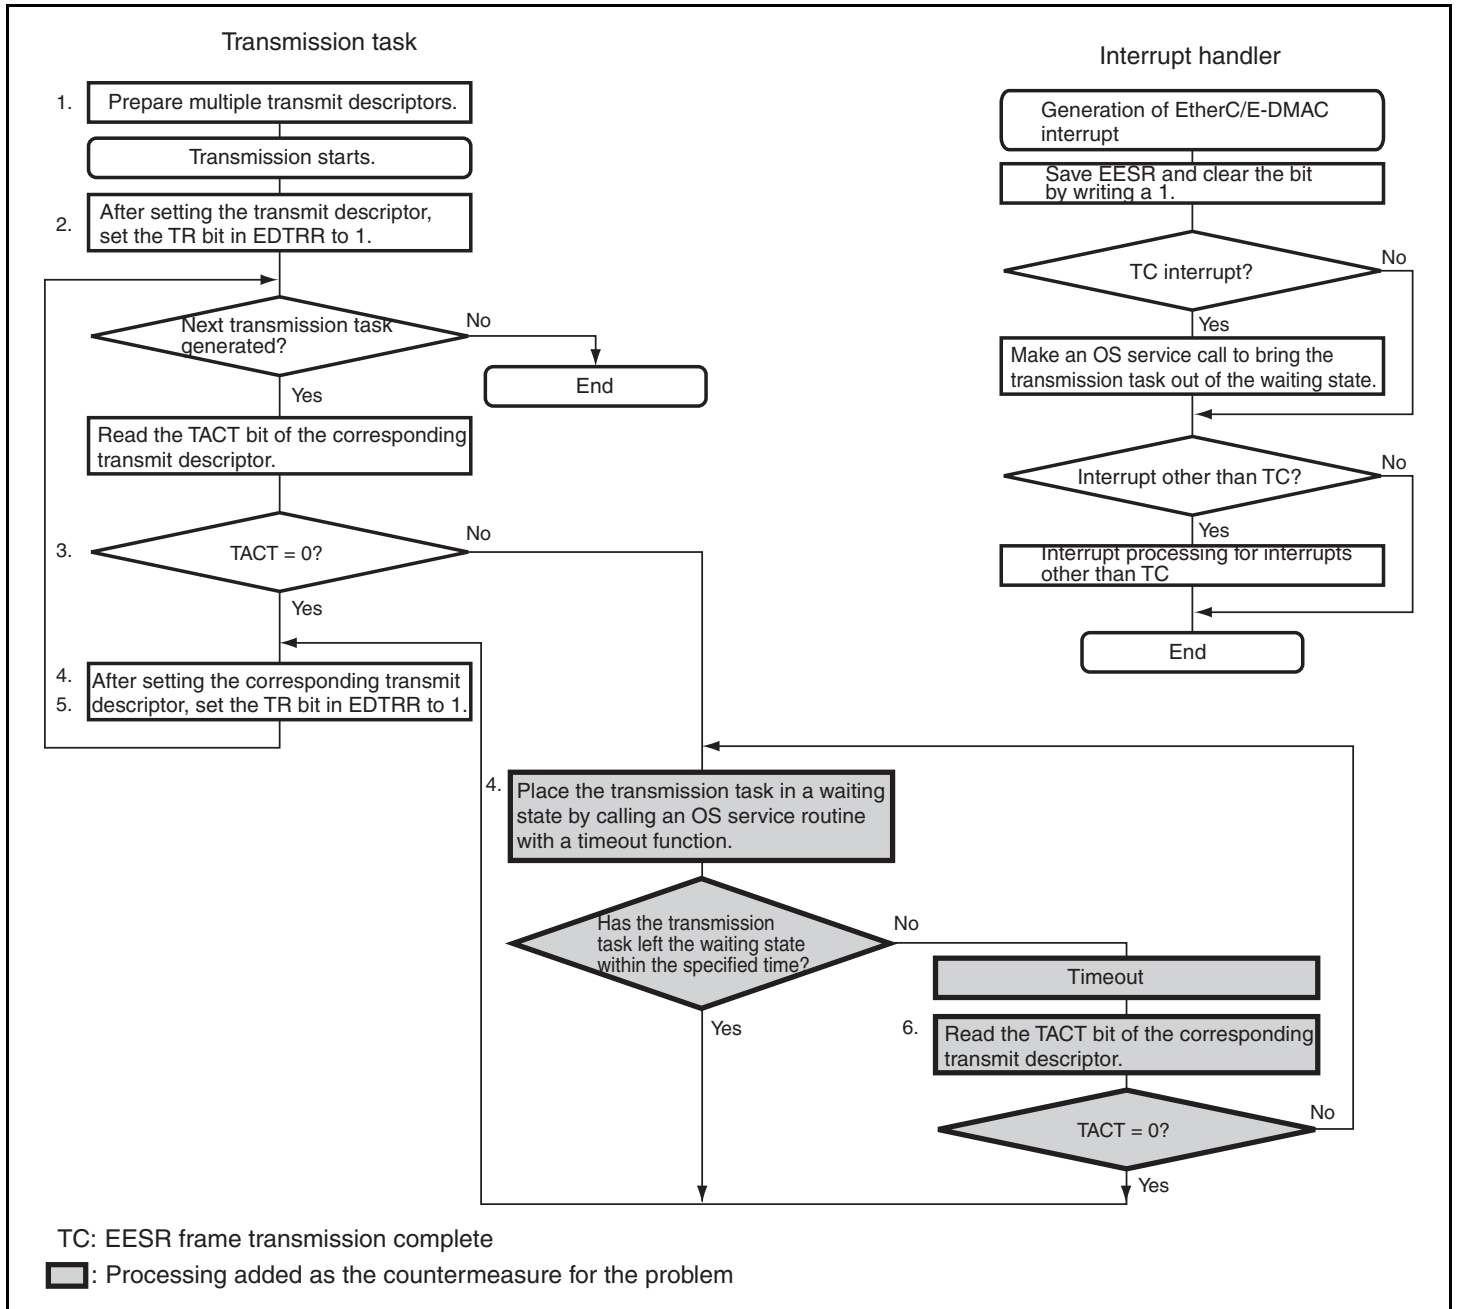 Transmission task
1.
Prepare multiple transmit descriptors.
Transmission starts.
2.
After setting the transmit descriptor,
set the TR bit in EDTRR to 1.
Next transmission task
generated?
No
End
Yes
Read the TACT bit of the corresponding
transmit descriptor.
3.
TACT = 0?
No
Yes
4.
5.
After setting the corresponding transmit
descriptor, set the TR bit in EDTRR to 1.
4.
Place the transmission task in a waiting
state by calling an OS service routine
with a timeout function.
Has the transmission
task left the waiting state
within the specified time?
No
Yes
Timeout
6.
Read the TACT bit of the corresponding
transmit descriptor.
TACT = 0?
No
Yes
Interrupt handler
Generation of EtherC/E-DMAC
interrupt
Save EESR and clear the bit
by writing a 1.
TC interrupt?
No
Yes
Make an OS service call to bring the
transmission task out of the waiting state.
Interrupt other than TC?
No
Yes
Interrupt processing for interrupts
other than TC
End
TC: EESR frame transmission complete
: Processing added as the countermeasure for the problem